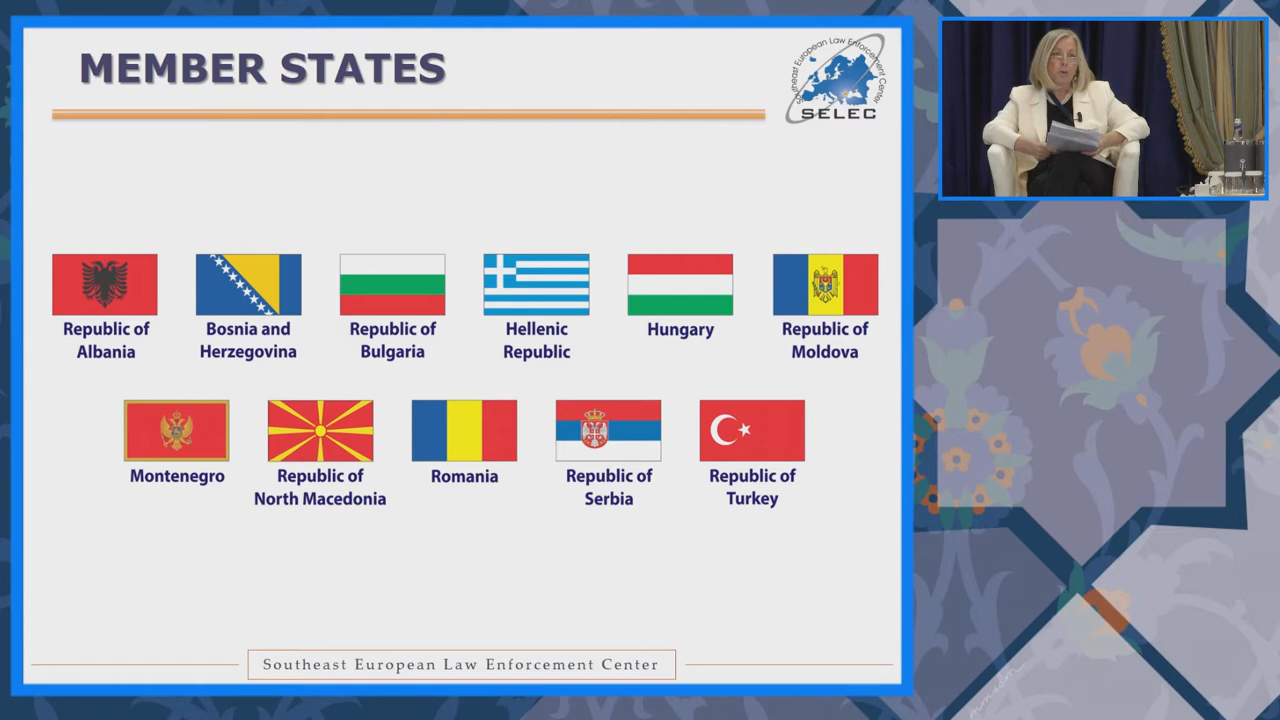 MEMBER STATES
Southeast European Law Enforcement Center
SELEC
Republic of
Albania
Bosnia and
Herzegovina
Republic of
Bulgaria
Hellenic
Republic
Hungary
Republic of
Moldova
Montenegro
Republic of
North Macedonia
Romania
Republic of
Serbia
Republic of
Turkey
Southeast European Law Enforcement Center